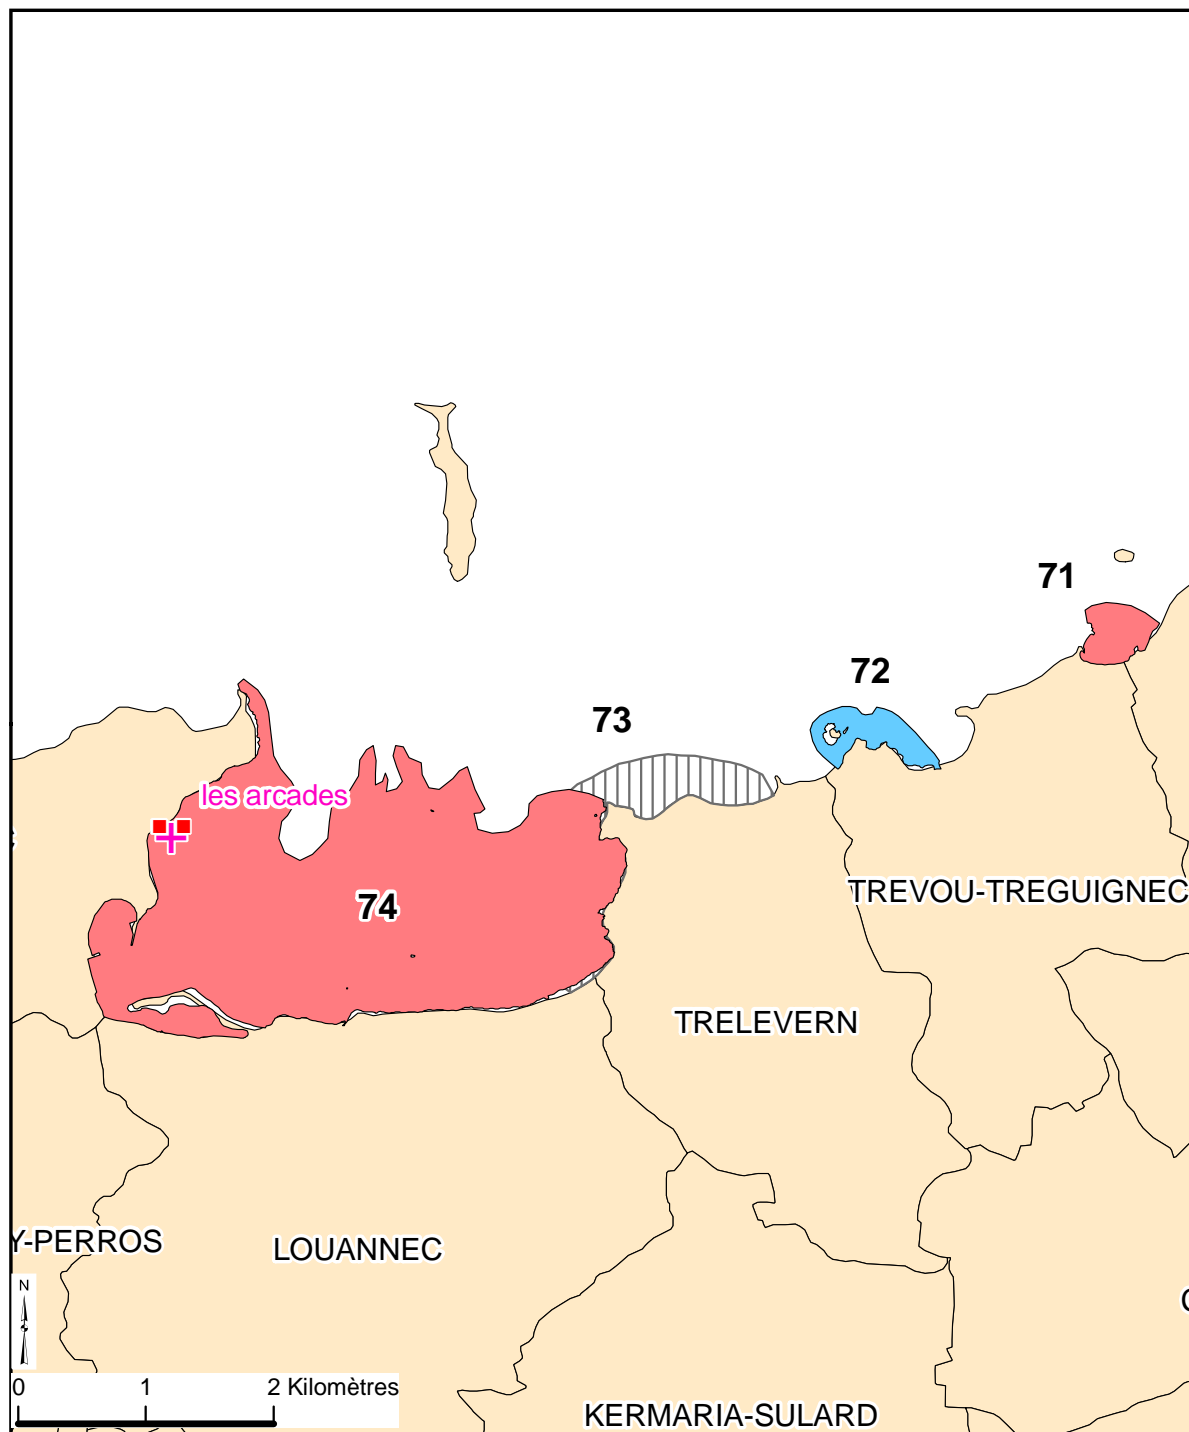 71
72
73
les arcades
74
TREVOU-TREGUIGNEC
TRELEVERN
Y-PERROS
LOUANNEC
N
0 1 2 Kilomètres
KERMARIA-SULARD